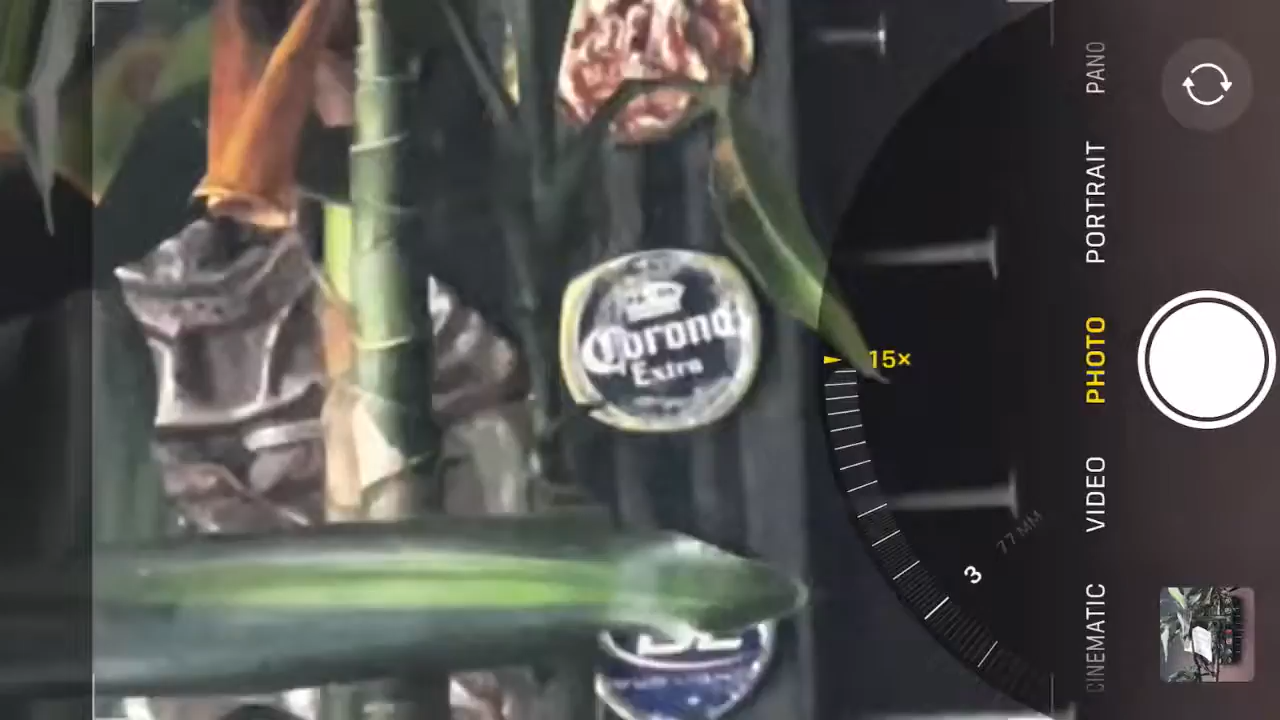 Corona
Extra
15×
3
77 MM
PANO
PORTRAIT
PHOTO
VIDEO
CINEMATIC